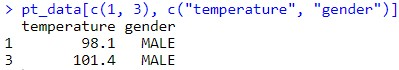 > pt_data[c(1, 3), c("temperature", "gender")]
  temperature gender
1        98.1   MALE
3       101.4   MALE